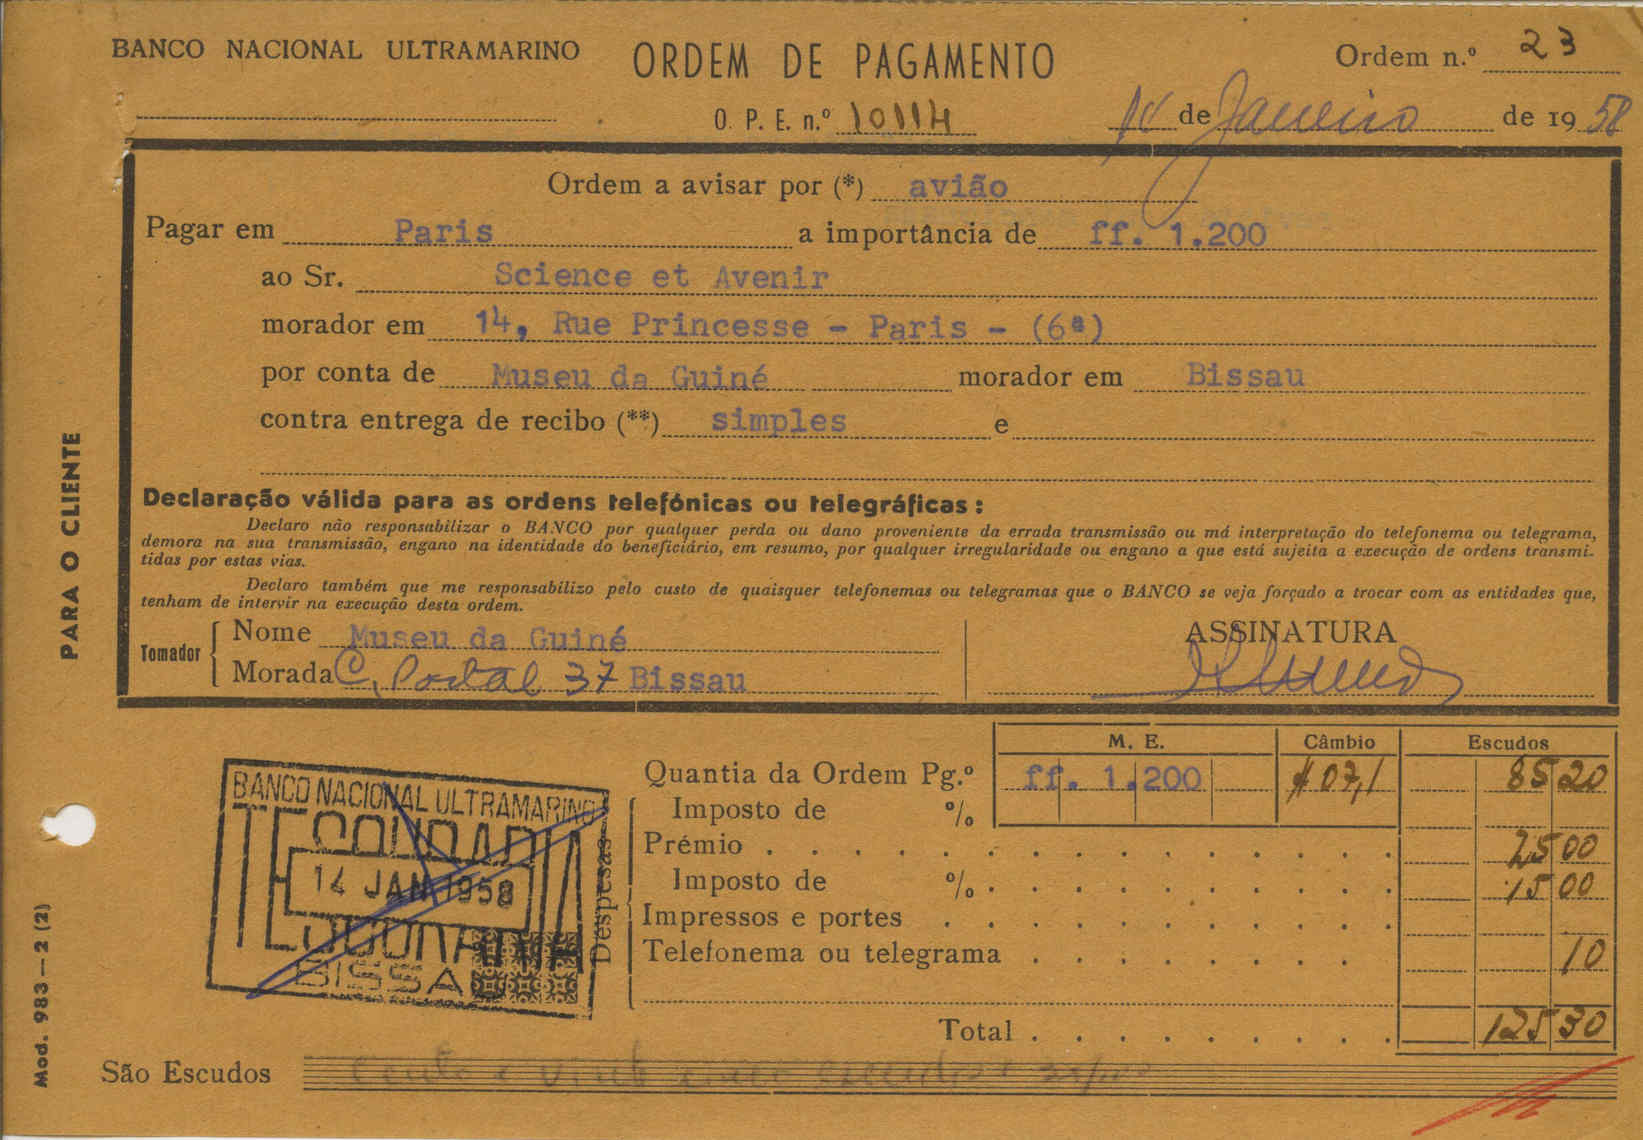 BANCO NACIONAL ULTRAMARINO ORDEM DE PAGAMENTO Ordem n.º 23
O. P. E. n.º 10114 de Janeiro de 1958
Ordem a avisar por (*) avião
Pagar em Paris a importância de ff. 1.200
ao Sr. Science et Avenir
morador em 14, Rue Princesse - Paris - (6ª)
por conta de Museu da Guiné morador em Bissau
contra entrega de recibo (**) simples e
Declaração válida para as ordens telefónicas ou telegráficas :
Declaro não responsabilizar o BANCO por qualquer perda ou dano proveniente da errada transmissão ou má interpretação do telefonema ou telegrama,
demora na sua transmissão, engano na identidade do beneficiário, em resumo, por qualquer irregularidade ou engano a que está sujeita a execução de ordens transmi-
tidas por estas vias.
Declaro também que me responsabilizo pelo custo de quaisquer telefonemas ou telegramas que o BANCO se veja forçado a trocar com as entidades que,
tenham de intervir na execução desta ordem.
Tomador
Nome Museu da Guiné
ASSINATURA
Morada C. Postal 37 Bissau
M. E. Câmbio Escudos
Quantia da Ordem Pg.º ff. 1.200 $07,1 85 20
Imposto de %
Prémio . . . . . . . . . . . . . . . 25 00
Imposto de % . . . . . . . . . . 15 00
Impressos e portes . . . . . . . . . . .
Telefonema ou telegrama . . . . . . . . 10
Total . . . . . . . . . 125 30
Despesas
BANCO NACIONAL ULTRAMARINO
TESOURARIA
14 JAN 1958
TESOURARIA
BISSAU
São Escudos Cento e vinte cinco escudos e 30/100
PARA O CLIENTE
Mod. 983—2 (2)